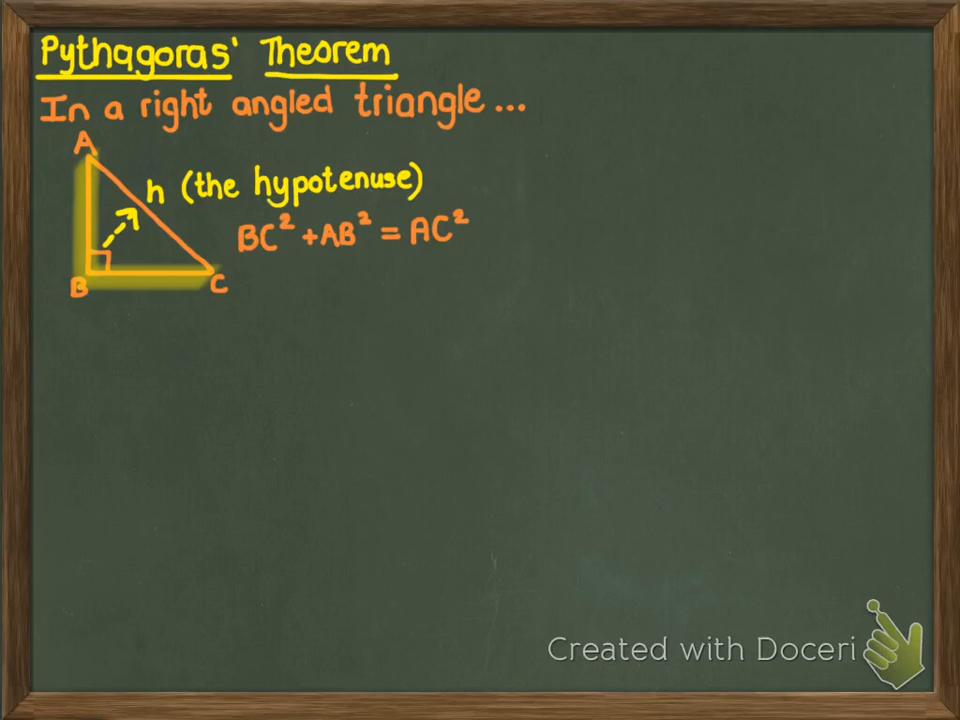 Pythagoras' Theorem
In a right angled triangle...
A
h (the hypotenuse)
BC² + AB² = AC²
B
C
Created with Doceri